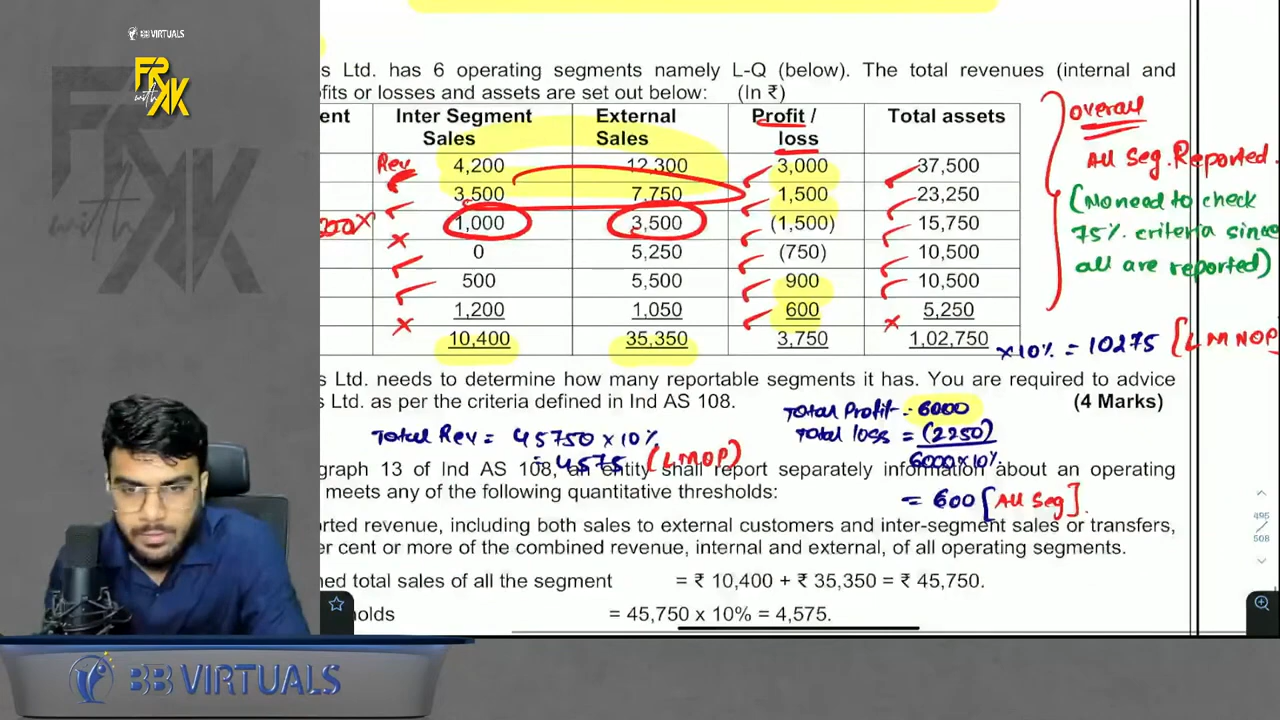 BB VIRTUALS
FR
with AK
s Ltd. has 6 operating segments namely L-Q (below). The total revenues (internal and
fits or losses and assets are set out below: (In ₹)
ent Inter Segment Sales External Sales Profit / loss Total assets
Rev 4,200 12,300 3,000 37,500
3,500 7,750 1,500 23,250
1,000 3,500 (1,500) 15,750
0 5,250 (750) 10,500
500 5,500 900 10,500
1,200 1,050 600 5,250
10,400 35,350 3,750 1,02,750
×10% = 10275 [L MNOP
overall
All Seg. Reported.
(No need to check
75% criteria since
all are reported)
s Ltd. needs to determine how many reportable segments it has. You are required to advice
s Ltd. as per the criteria defined in Ind AS 108. (4 Marks)
Total Rev = 45750 ×10%
= 4575 (LMOP)
Total Profit = 6000
Total loss = (2250)
6000×10%
= 600 [All Seg].
graph 13 of Ind AS 108, an entity shall report separately information about an operating
meets any of the following quantitative thresholds:
orted revenue, including both sales to external customers and inter-segment sales or transfers,
er cent or more of the combined revenue, internal and external, of all operating segments.
ned total sales of all the segment = ₹ 10,400 + ₹ 35,350 = ₹ 45,750.
holds = 45,750 x 10% = 4,575.
495
/
508
BB VIRTUALS